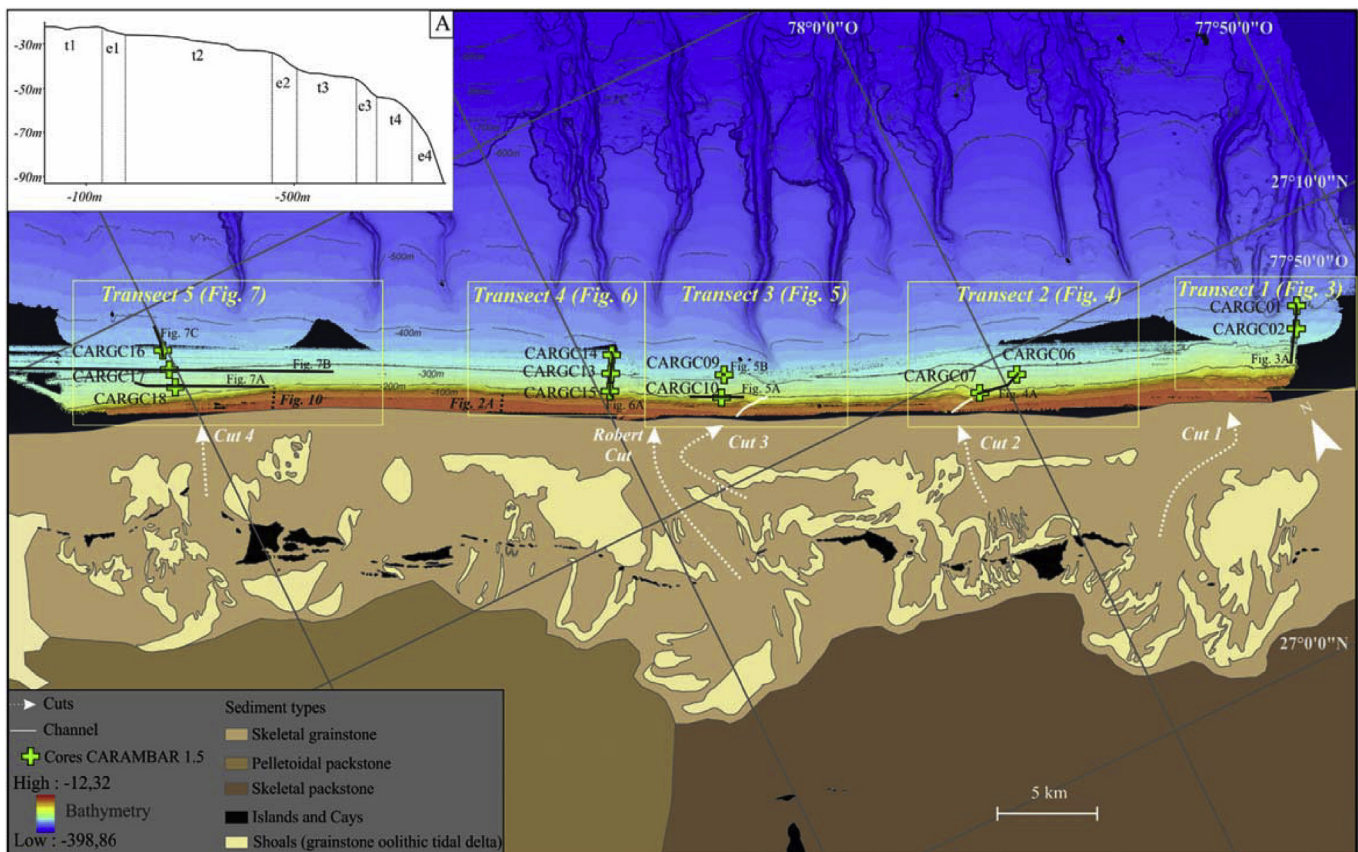 A
-30m
-50m
-70m
-90m
t1
e1
t2
e2
t3
e3
t4
e4
-100m
-500m
78°0'0"O
77°50'0"O
27°10'0"N
77°50'0"O
-600m
-500m
-400m
-300m
-200m
-100m
Transect 5 (Fig. 7)
Transect 4 (Fig. 6)
Transect 3 (Fig. 5)
Transect 2 (Fig. 4)
Transect 1 (Fig. 3)
CARGC01
CARGC02
Fig. 3A
Fig. 7C
CARGC16
Fig. 7B
CARGC17
Fig. 7A
CARGC18
Fig. 10
Fig. 2A
CARGC14
CARGC13
CARGC15
Fig. 6A
CARGC09
Fig. 5B
CARGC10
Fig. 5A
CARGC06
CARGC07
Fig. 4A
N
Cut 4
Robert
Cut
Cut 3
Cut 2
Cut 1
27°0'0"N
Cuts
Channel
Cores CARAMBAR 1.5
High : -12,32
Bathymetry
Low : -398,86
Sediment types
Skeletal grainstone
Pelletoidal packstone
Skeletal packstone
Islands and Cays
Shoals (grainstone oolithic tidal delta)
5 km